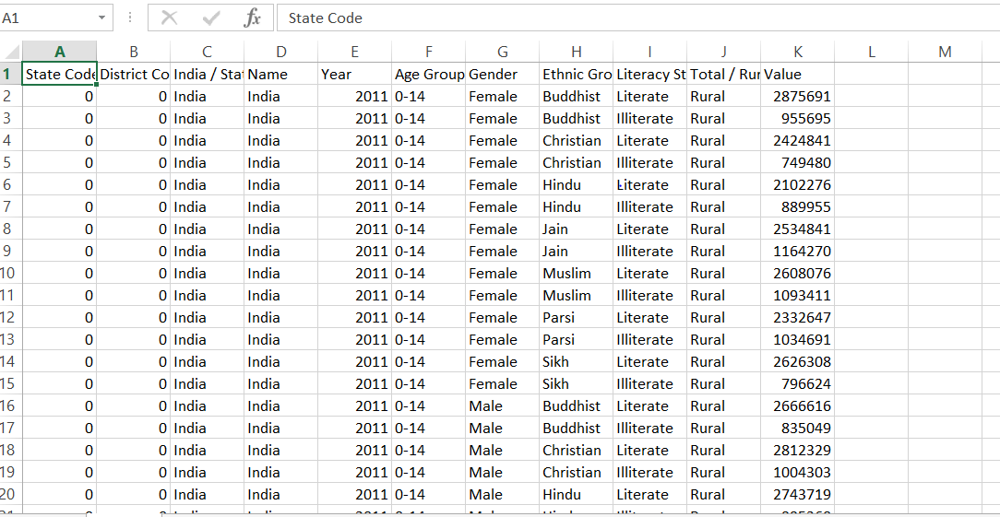 A1 fx State Code
A B C D E F G H I J K L M
1 State Code District Co India / Stat Name Year Age Group Gender Ethnic Gro Literacy St Total / Rur Value
2 0 0 India India 2011 0-14 Female Buddhist Literate Rural 2875691
3 0 0 India India 2011 0-14 Female Buddhist Illiterate Rural 955695
4 0 0 India India 2011 0-14 Female Christian Literate Rural 2424841
5 0 0 India India 2011 0-14 Female Christian Illiterate Rural 749480
6 0 0 India India 2011 0-14 Female Hindu Literate Rural 2102276
7 0 0 India India 2011 0-14 Female Hindu Illiterate Rural 889955
8 0 0 India India 2011 0-14 Female Jain Literate Rural 2534841
9 0 0 India India 2011 0-14 Female Jain Illiterate Rural 1164270
10 0 0 India India 2011 0-14 Female Muslim Literate Rural 2608076
11 0 0 India India 2011 0-14 Female Muslim Illiterate Rural 1093411
12 0 0 India India 2011 0-14 Female Parsi Literate Rural 2332647
13 0 0 India India 2011 0-14 Female Parsi Illiterate Rural 1034691
14 0 0 India India 2011 0-14 Female Sikh Literate Rural 2626308
15 0 0 India India 2011 0-14 Female Sikh Illiterate Rural 796624
16 0 0 India India 2011 0-14 Male Buddhist Literate Rural 2666616
17 0 0 India India 2011 0-14 Male Buddhist Illiterate Rural 835049
18 0 0 India India 2011 0-14 Male Christian Literate Rural 2812329
19 0 0 India India 2011 0-14 Male Christian Illiterate Rural 1004303
20 0 0 India India 2011 0-14 Male Hindu Literate Rural 2743719